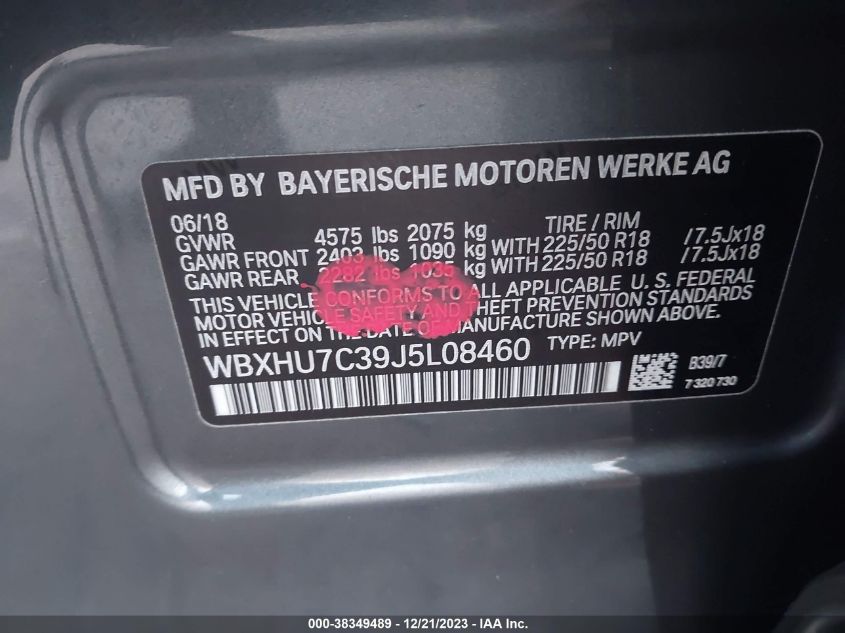 MFD BY BAYERISCHE MOTOREN WERKE AG
06/18
GVWR 4575 lbs 2075 kg TIRE / RIM
GAWR FRONT 2403 lbs 1090 kg WITH 225/50 R18 /7.5Jx18
GAWR REAR 2282 lbs 1035 kg WITH 225/50 R18 /7.5Jx18
THIS VEHICLE CONFORMS TO ALL APPLICABLE U. S. FEDERAL
MOTOR VEHICLE SAFETY AND THEFT PREVENTION STANDARDS
IN EFFECT ON THE DATE OF MANUFACTURE SHOWN ABOVE.
WBXHU7C39J5L08460 TYPE: MPV
B39/7
7 320 730
000-38349489 - 12/21/2023 - IAA Inc.